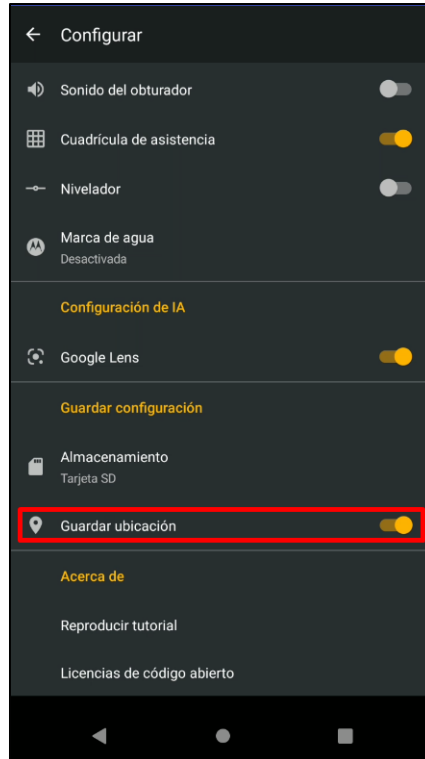 Configurar
Sonido del obturador
Cuadrícula de asistencia
Nivelador
Marca de agua
Desactivada
Configuración de IA
Google Lens
Guardar configuración
Almacenamiento
Tarjeta SD
Guardar ubicación
Acerca de
Reproducir tutorial
Licencias de código abierto